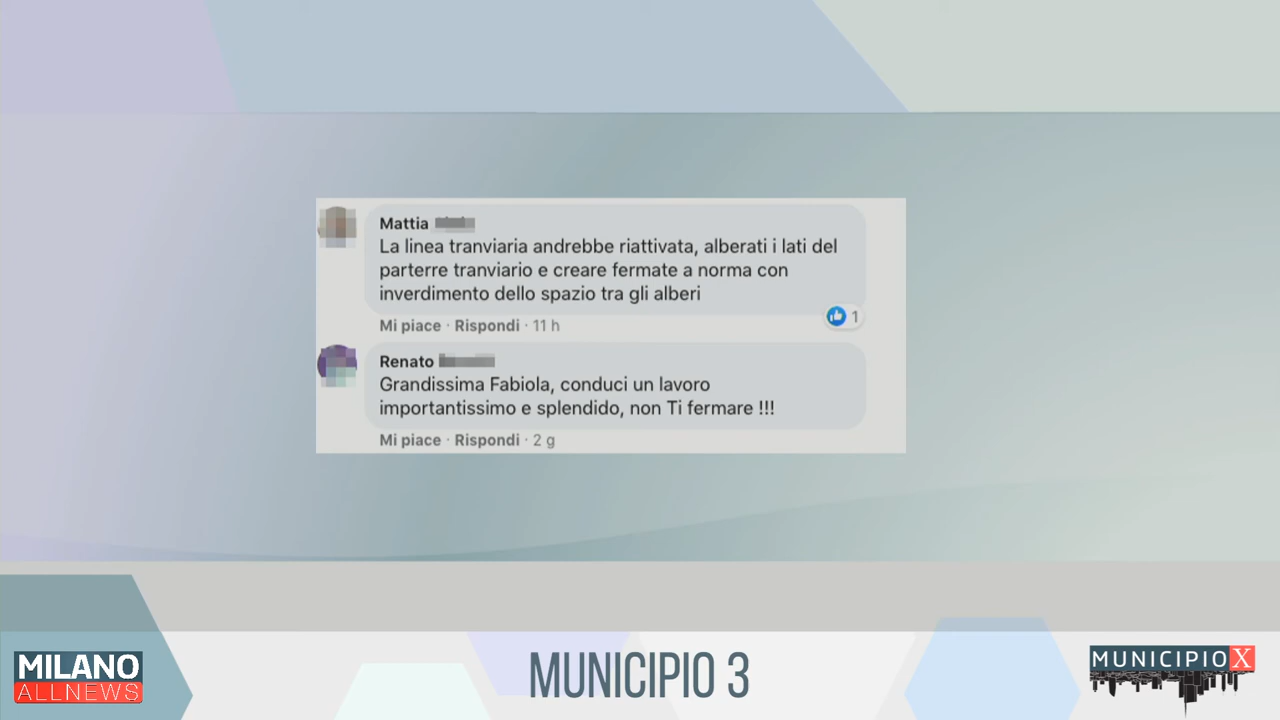 Mattia
La linea tranviaria andrebbe riattivata, alberati i lati del
parterre tranviario e creare fermate a norma con
inverdimento dello spazio tra gli alberi
1
Mi piace · Rispondi · 11 h
Renato
Grandissima Fabiola, conduci un lavoro
importantissimo e splendido, non Ti fermare !!!
Mi piace · Rispondi · 2 g
MILANO
ALLNEWS
MUNICIPIO 3
MUNICIPIO X